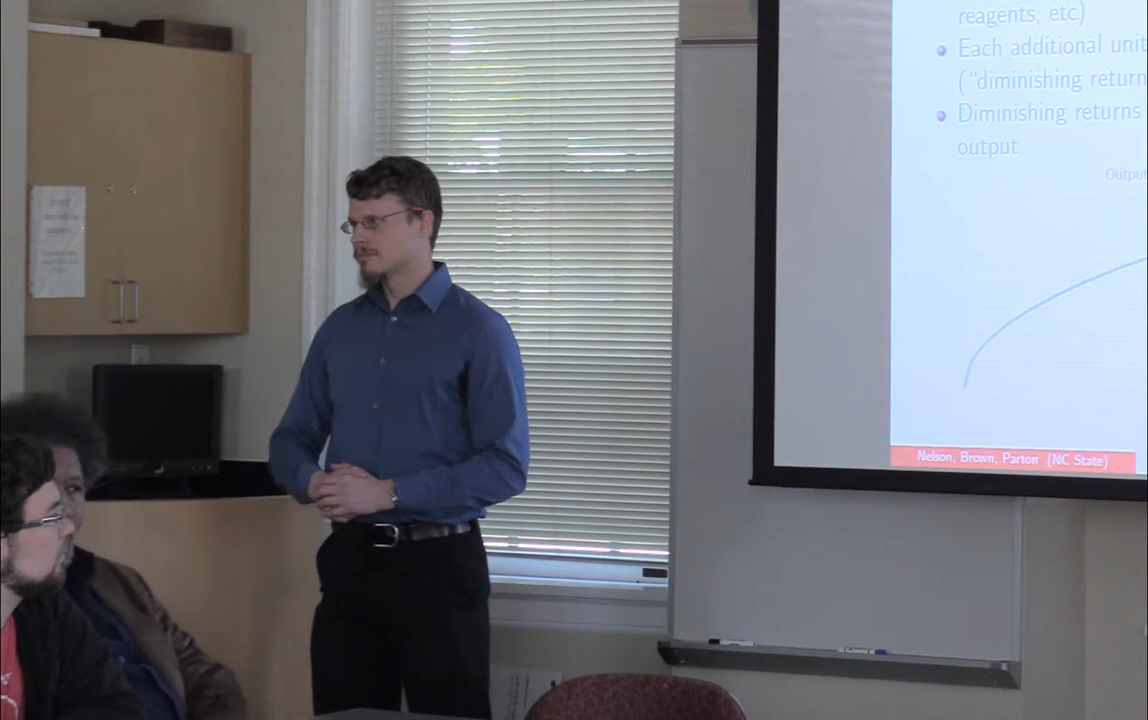 reagents, etc)
Each additional unit
("diminishing return
Diminishing returns
output
Output
Nelson, Brown, Parton (NC State)